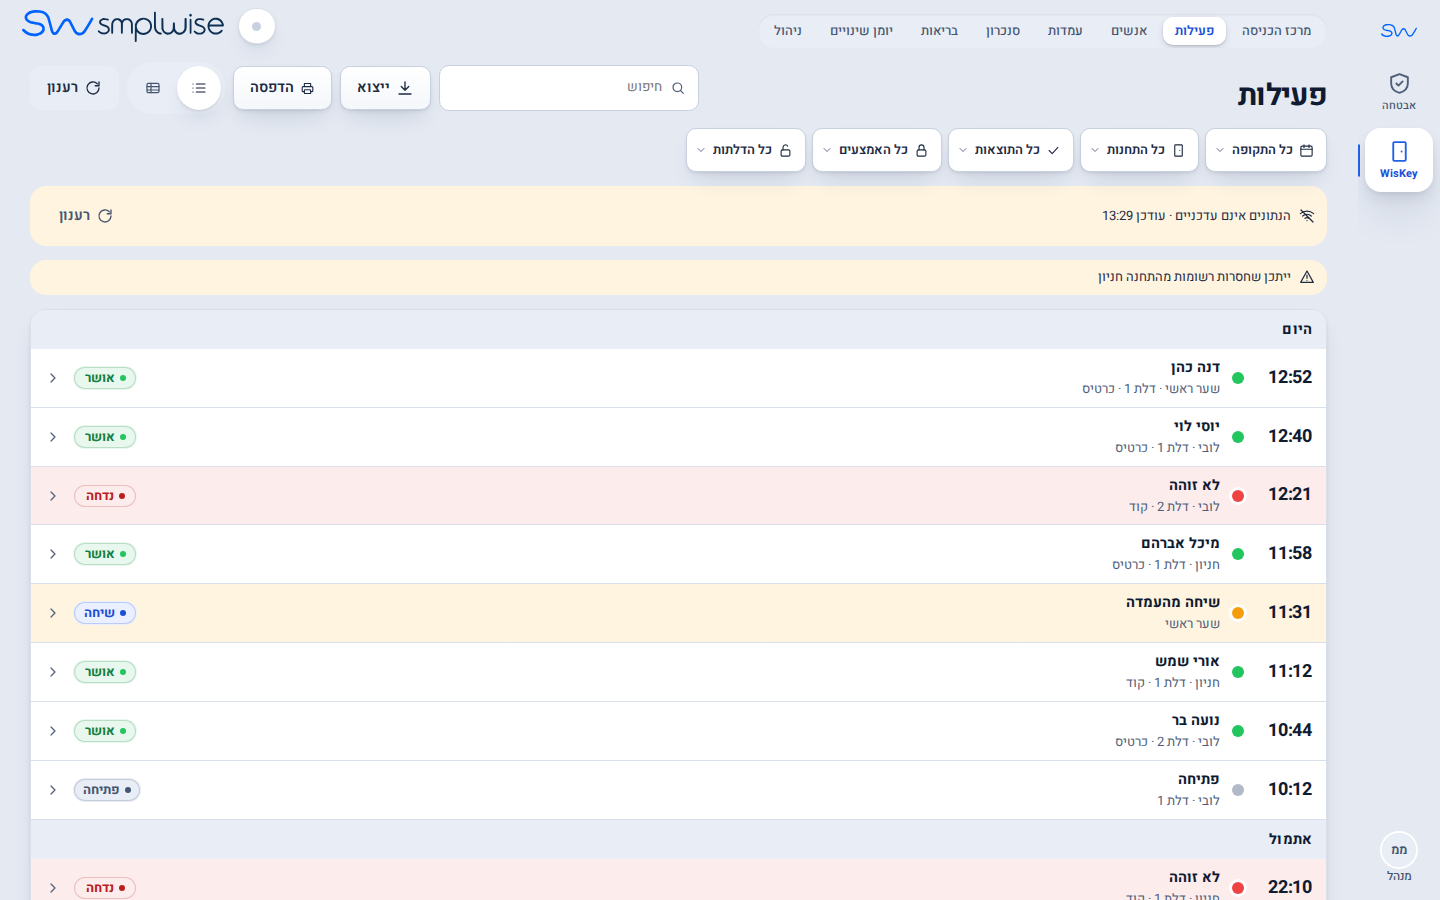 smplwise
מרכז הכניסה
פעילות
אנשים
עמדות
סנכרון
בריאות
יומן שינויים
ניהול
אבטחה
WisKey
פעילות
חיפוש
ייצוא
הדפסה
רענון
כל התקופה
כל התחנות
כל התוצאות
כל האמצעים
כל הדלתות
הנתונים אינם עדכניים · עודכן 13:29
רענון
ייתכן שחסרות רשומות מהתחנה חניון
היום
12:52
דנה כהן
שער ראשי · דלת 1 · כרטיס
אושר
12:40
יוסי לוי
לובי · דלת 1 · כרטיס
אושר
12:21
לא זוהה
לובי · דלת 2 · קוד
נדחה
11:58
מיכל אברהם
חניון · דלת 1 · כרטיס
אושר
11:31
שיחה מהעמדה
שער ראשי
שיחה
11:12
אורי שמש
חניון · דלת 1 · קוד
אושר
10:44
נועה בר
לובי · דלת 2 · כרטיס
אושר
10:12
פתיחה
לובי · דלת 1
פתיחה
אתמול
22:10
לא זוהה
חניון · דלת 1 · קוד
נדחה
ממ
מנהל